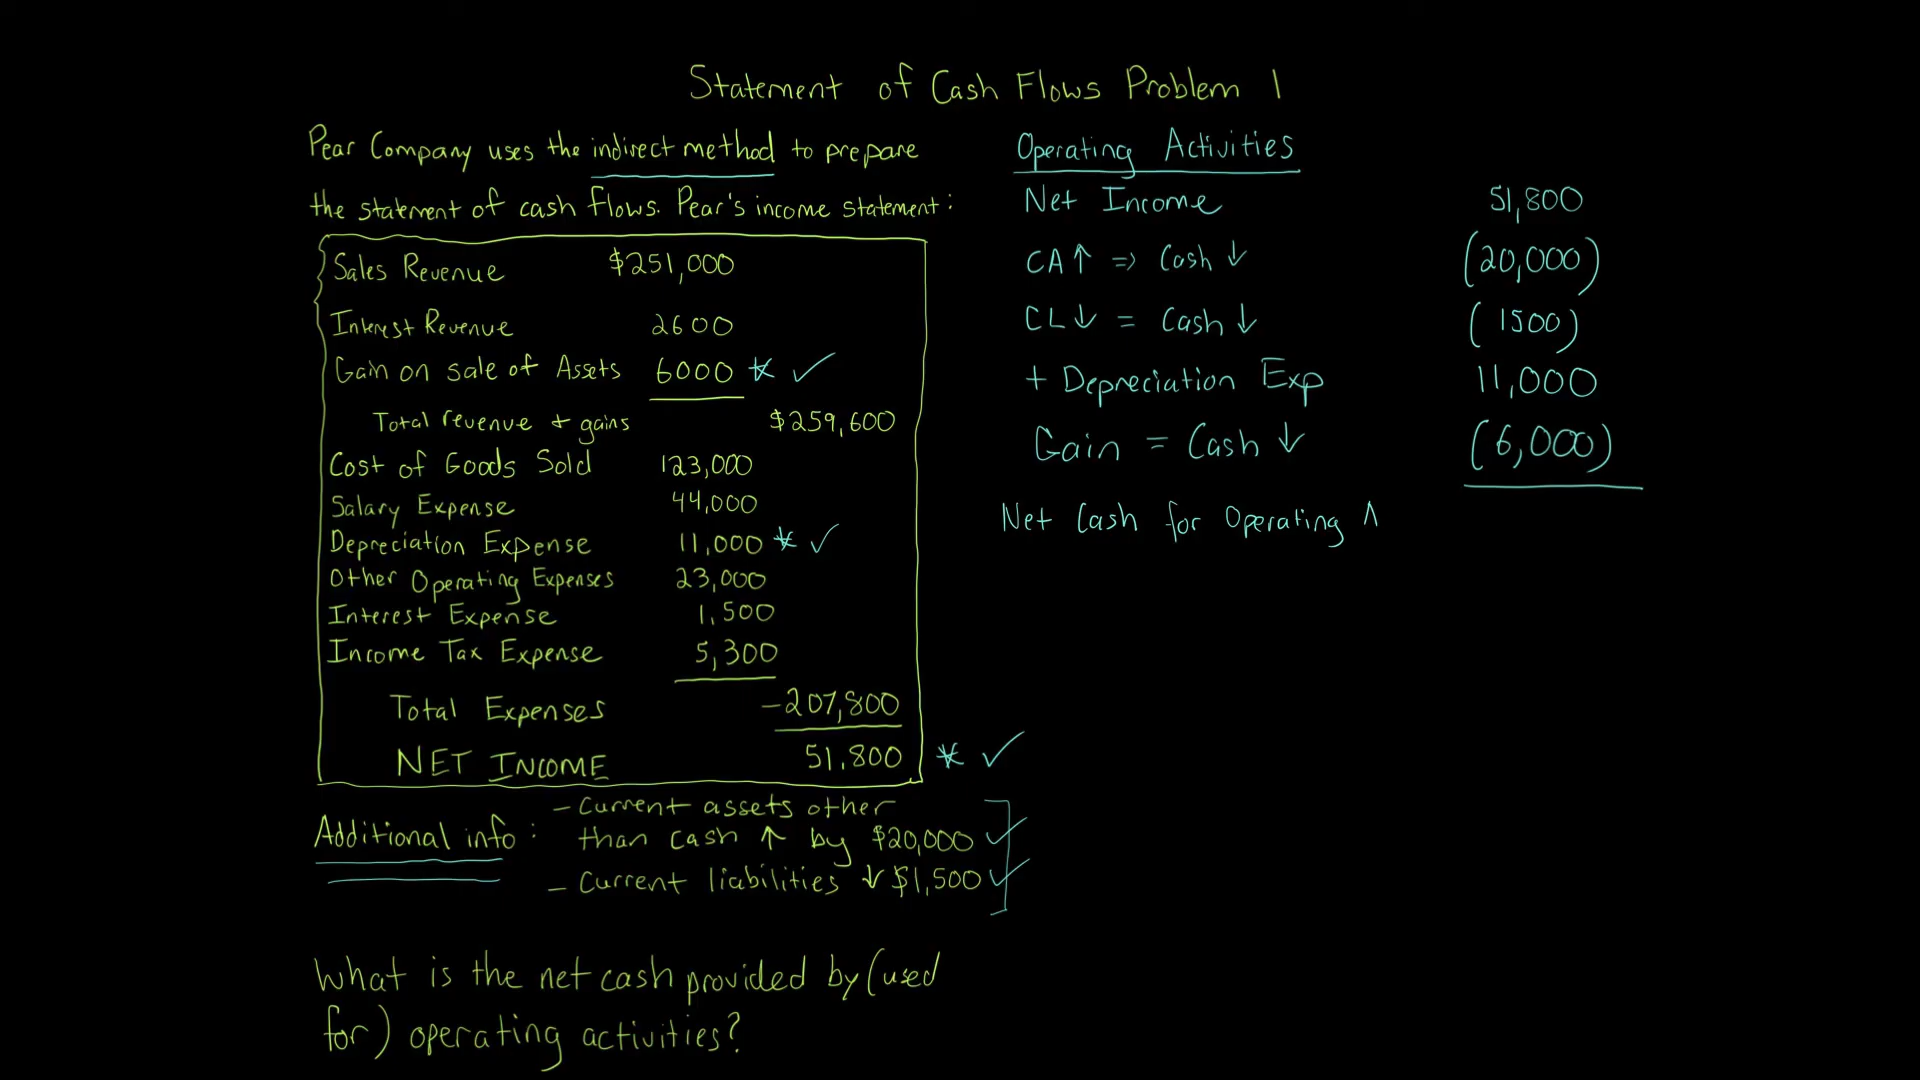 Statement of Cash Flows Problem 1
Pear Company uses the indirect method to prepare
the statement of cash flows. Pear's income statement:
Sales Revenue $251,000
Interest Revenue 2600
Gain on sale of Assets 6000 * ✓
Total revenue + gains $259,600
Cost of Goods Sold 123,000
Salary Expense 44,000
Depreciation Expense 11,000 * ✓
Other Operating Expenses 23,000
Interest Expense 1,500
Income Tax Expense 5,300
Total Expenses -207,800
NET INCOME 51,800 * ✓
Additional info:
- Current assets other
than cash ↑ by $20,000 ✓
- Current liabilities ↓ $1,500 ✓
What is the net cash provided by (used
for) operating activities?
Operating Activities
Net Income 51,800
CA ↑ => Cash ↓ (20,000)
CL ↓ = Cash ↓ (1500)
+ Depreciation Exp 11,000
Gain = Cash ↓ (6,000)
Net Cash for Operating